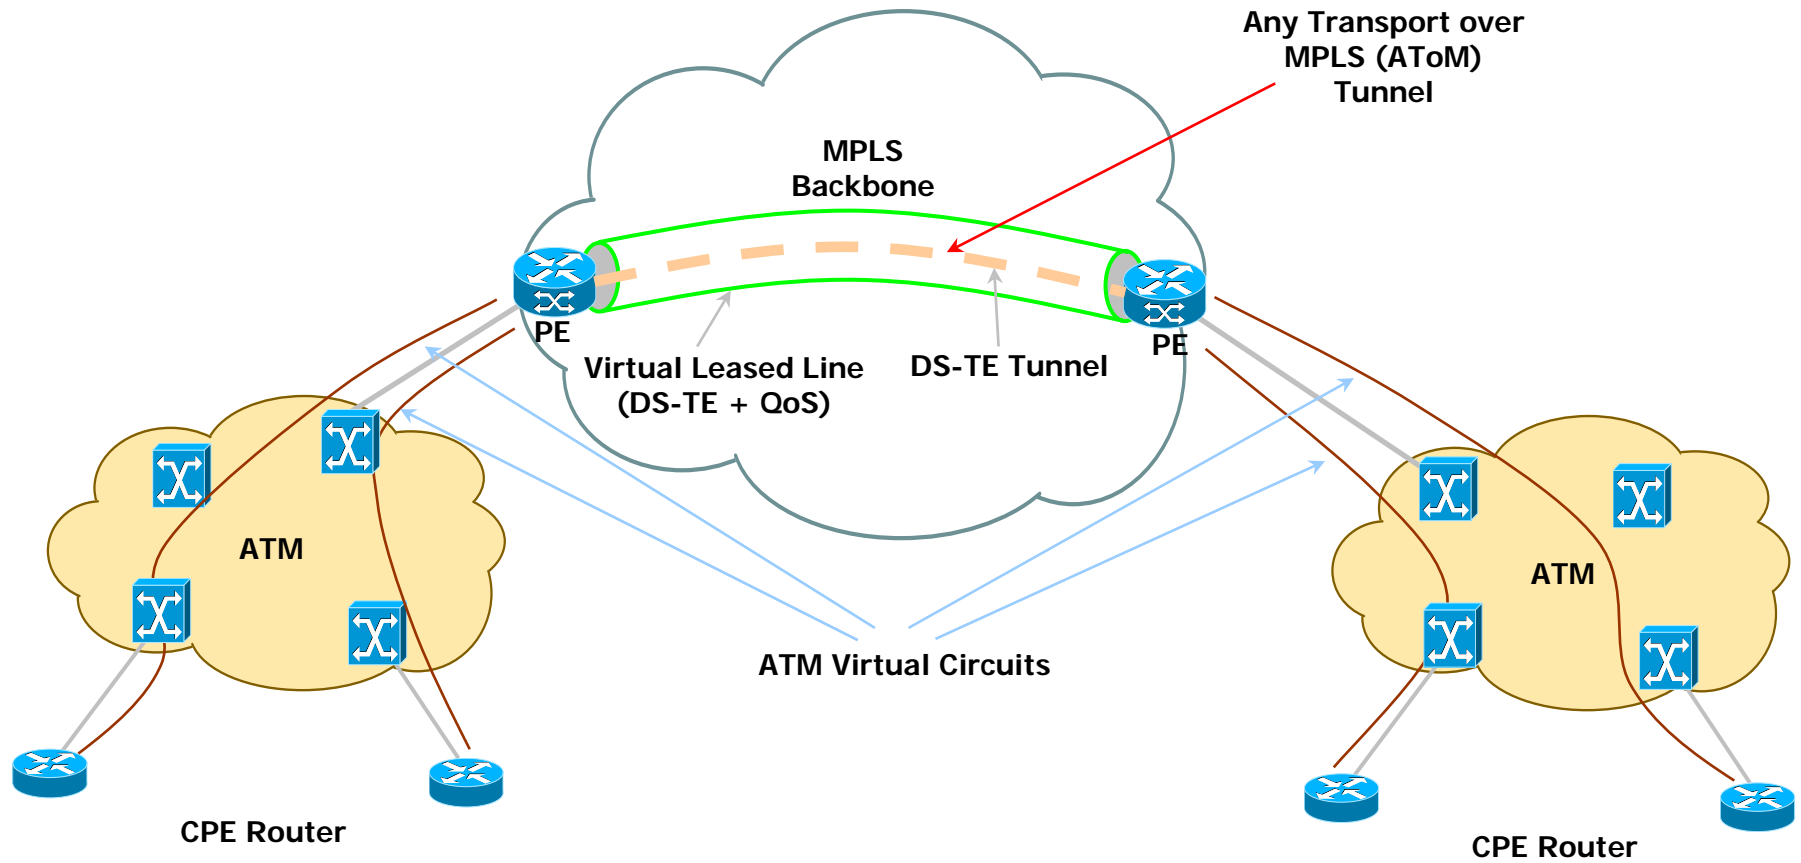 Any Transport over
MPLS (AToM)
Tunnel
MPLS
Backbone
PE
PE
Virtual Leased Line
(DS-TE + QoS)
DS-TE Tunnel
ATM
ATM
ATM Virtual Circuits
CPE Router
CPE Router